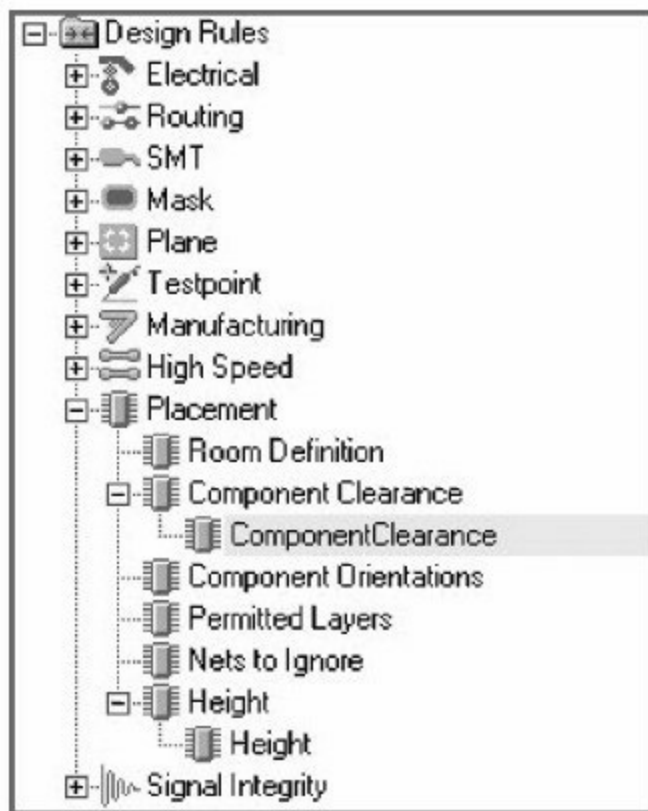 Design Rules
Electrical
Routing
SMT
Mask
Plane
Testpoint
Manufacturing
High Speed
Placement
Room Definition
Component Clearance
ComponentClearance
Component Orientations
Permitted Layers
Nets to Ignore
Height
Height
Signal Integrity